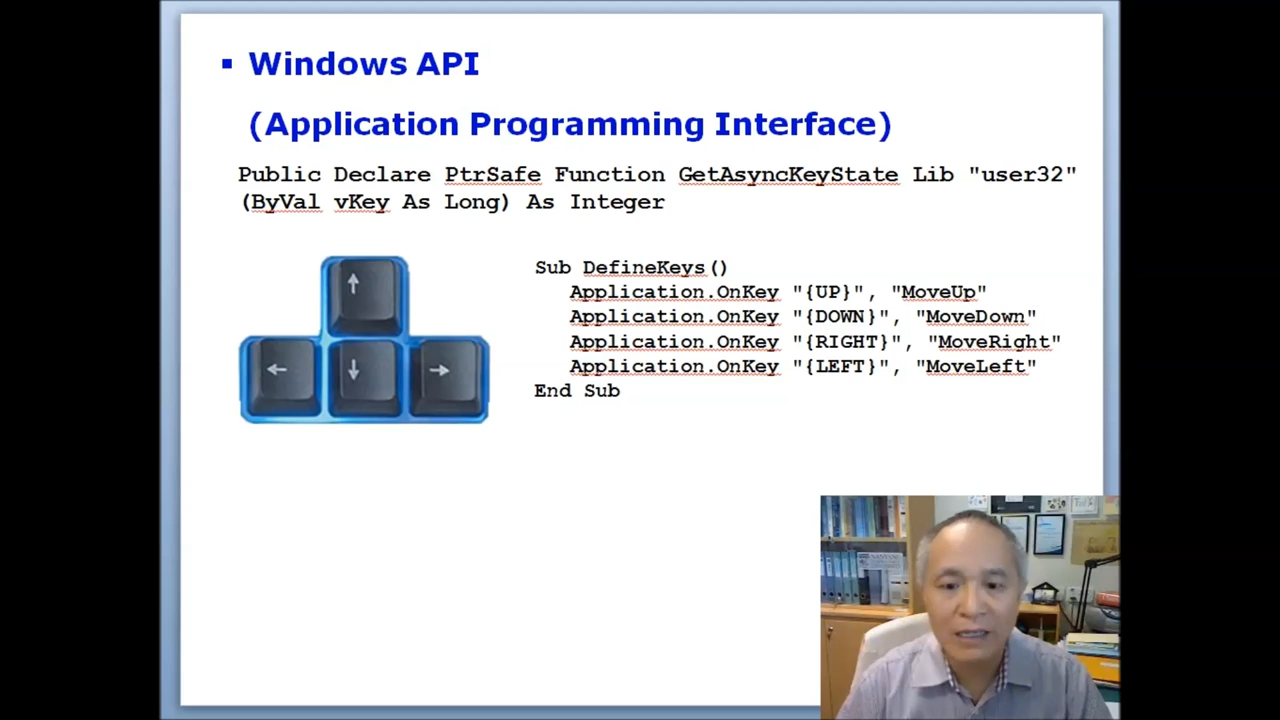 Windows API
(Application Programming Interface)
Public Declare PtrSafe Function GetAsyncKeyState Lib "user32"
(ByVal vKey As Long) As Integer
Sub DefineKeys()
Application.OnKey "{UP}", "MoveUp"
Application.OnKey "{DOWN}", "MoveDown"
Application.OnKey "{RIGHT}", "MoveRight"
Application.OnKey "{LEFT}", "MoveLeft"
End Sub